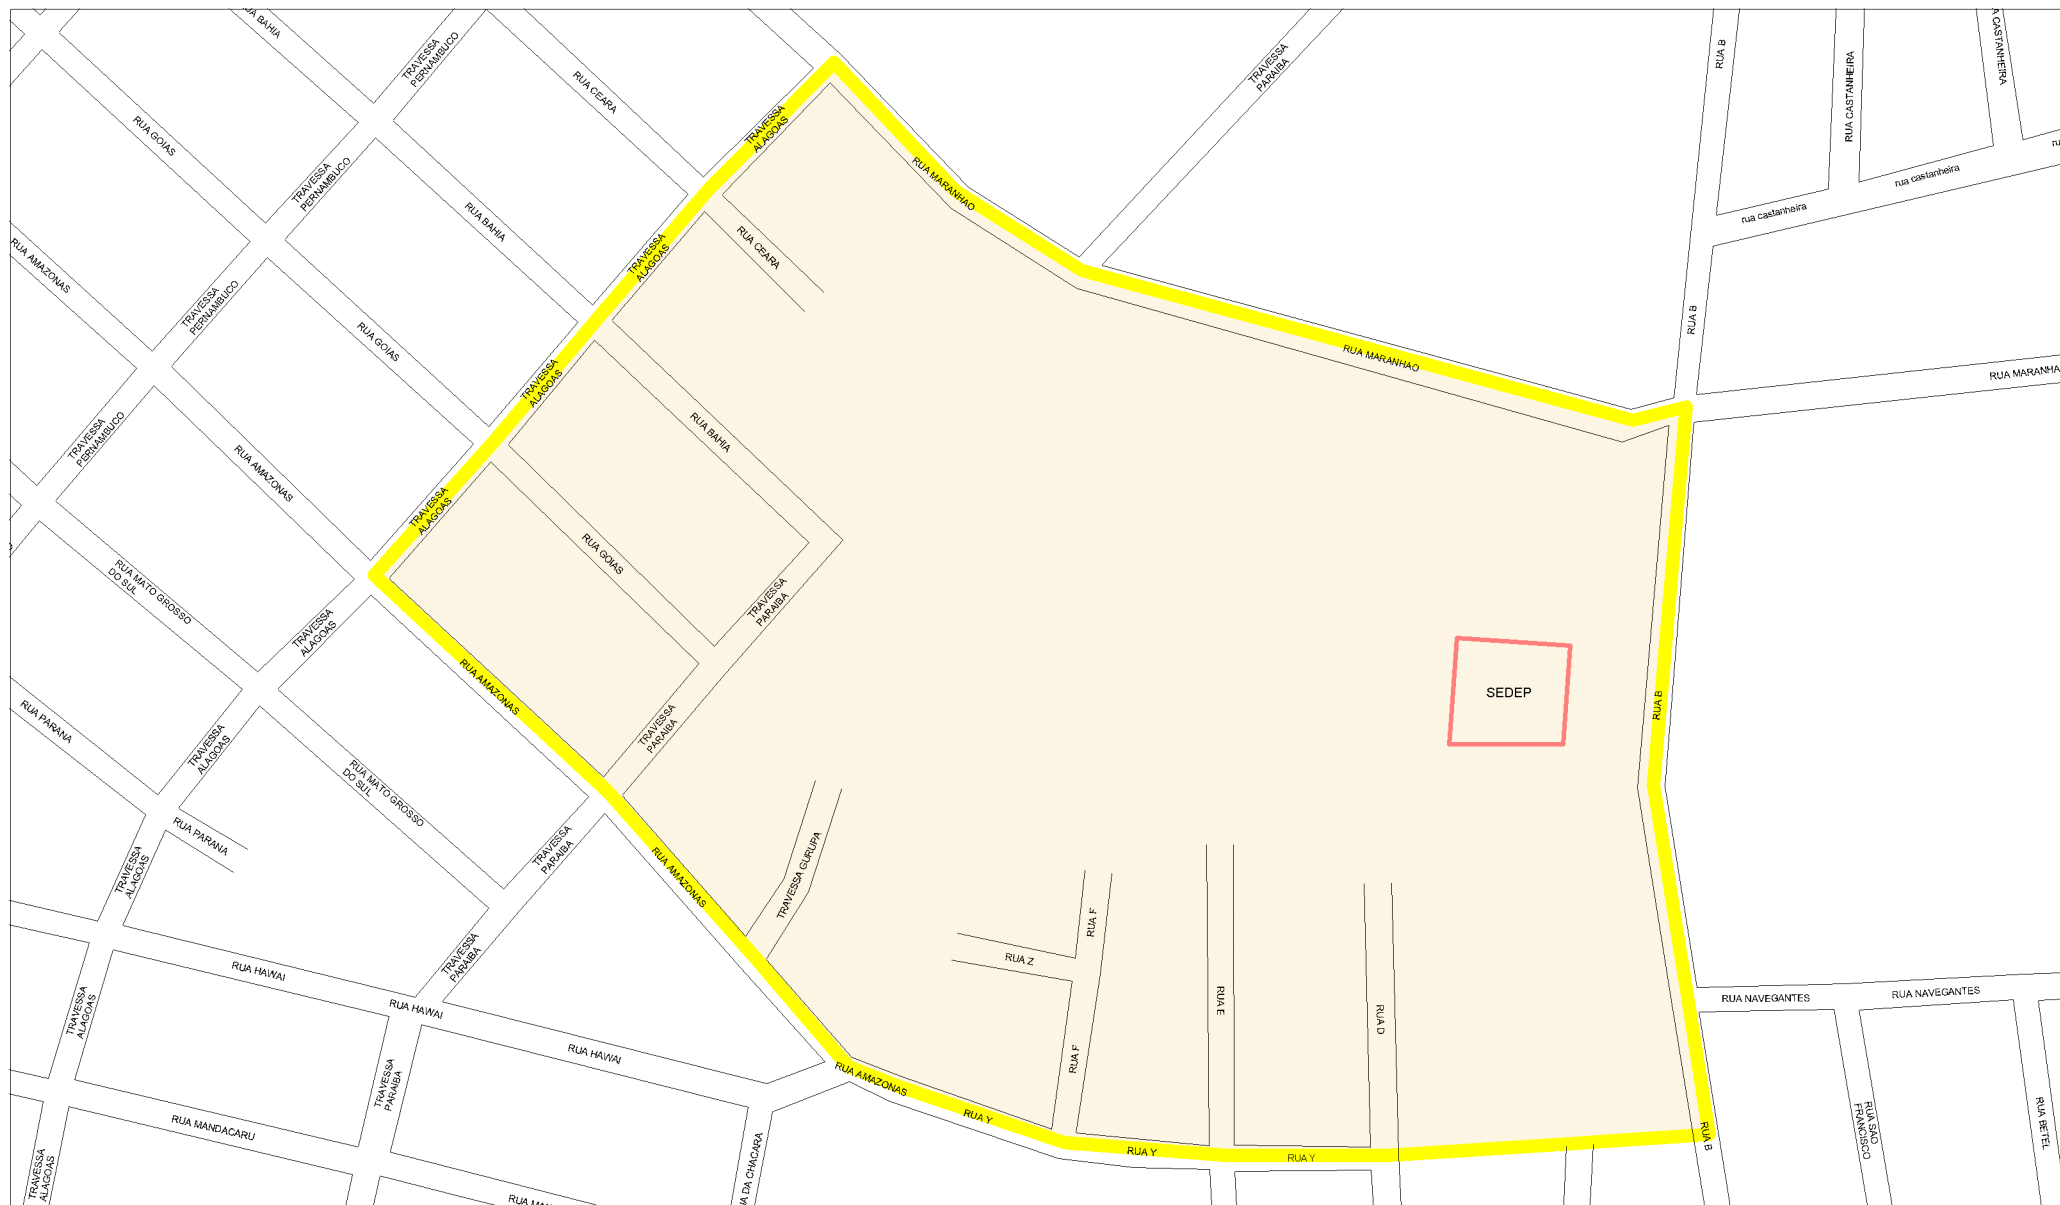 RUA BAHIA
TRAVESSA
PERNAMBUCO
RUA CEARA
TRAVESSA
PARAIBA
RUA B
RUA CASTANHEIRA
A CASTANHEIRA
RUA GOIAS
TRAVESSA
PERNAMBUCO
TRAVESSA
ALAGOAS
RUA MARANHAO
rua castanheira
rua castanheira
RUA AMAZONAS
RUA BAHIA
TRAVESSA
ALAGOAS
RUA CEARA
TRAVESSA
PERNAMBUCO
RUA GOIAS
RUA B
RUA MARANHAO
RUA MARANHA
TRAVESSA
ALAGOAS
TRAVESSA
PERNAMBUCO
RUA AMAZONAS
RUA BAHIA
TRAVESSA
ALAGOAS
RUA GOIAS
RUA MATO GROSSO
DO SUL
TRAVESSA
ALAGOAS
TRAVESSA
PARAIBA
RUA AMAZONAS
SEDEP
RUA B
RUA PARANA
TRAVESSA
ALAGOAS
TRAVESSA
PARAIBA
RUA MATO GROSSO
DO SUL
RUA PARANA
TRAVESSA
ALAGOAS
TRAVESSA
PARAIBA
RUA AMAZONAS
TRAVESSA GURUPA
RUA F
RUA Z
TRAVESSA
PARAIBA
RUA HAWAI
RUA HAWAI
RUA HAWAI
TRAVESSA
ALAGOAS
RUA E
RUA D
RUA NAVEGANTES
RUA NAVEGANTES
RUA F
RUA AMAZONAS
TRAVESSA
PARAIBA
RUA MANDACARU
RUA Y
RUA Y
RUA Y
RUA B
RUA SAO
FRANCISCO
RUA BETEL
TRAVESSA
ALAGOAS
UA DA CHACARA
RUA MAN